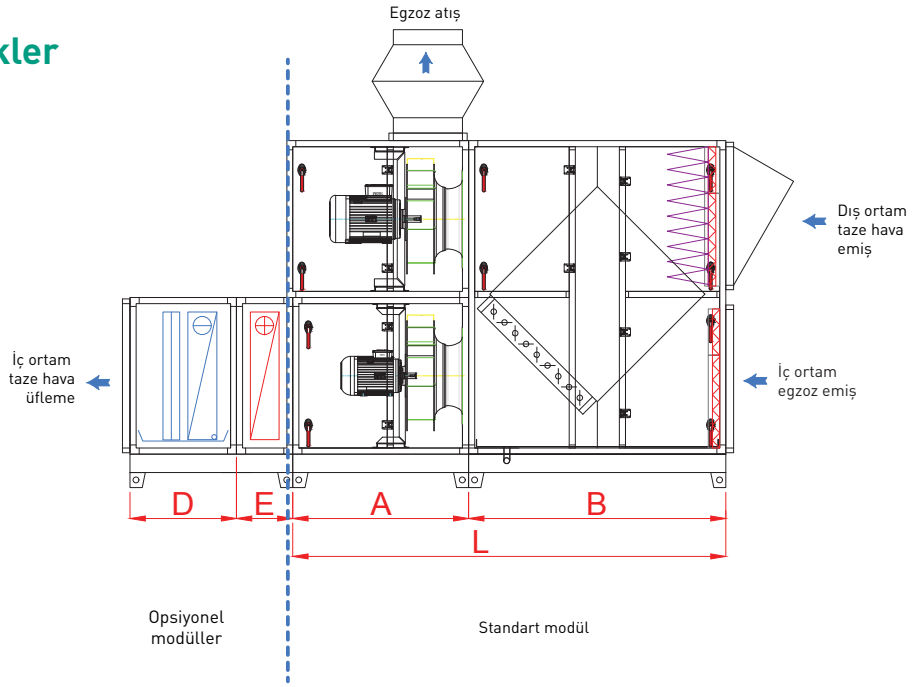 Egzoz atış
kler
Dış ortam
taze hava
emiş
İç ortam
taze hava
üfleme
İç ortam
egzoz emiş
D
E
A
B
L
Opsiyonel
modüller
Standart modül